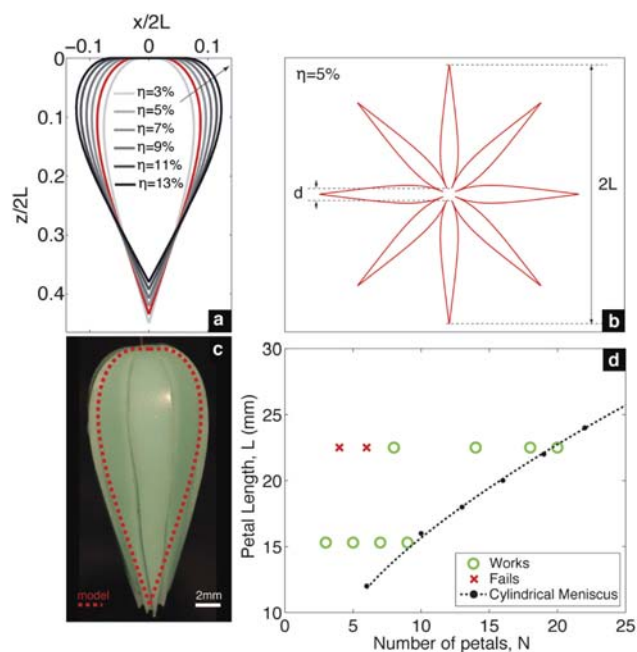 x/2L
-0.1
0
0.1
0
0.1
0.2
0.3
0.4
z/2L
η=3%
η=5%
η=7%
η=9%
η=11%
η=13%
a
η=5%
d
2L
b
c
model
2mm
d
30
25
20
15
10
Petal Length, L (mm)
Works
Fails
Cylindrical Meniscus
0
5
10
15
20
25
Number of petals, N